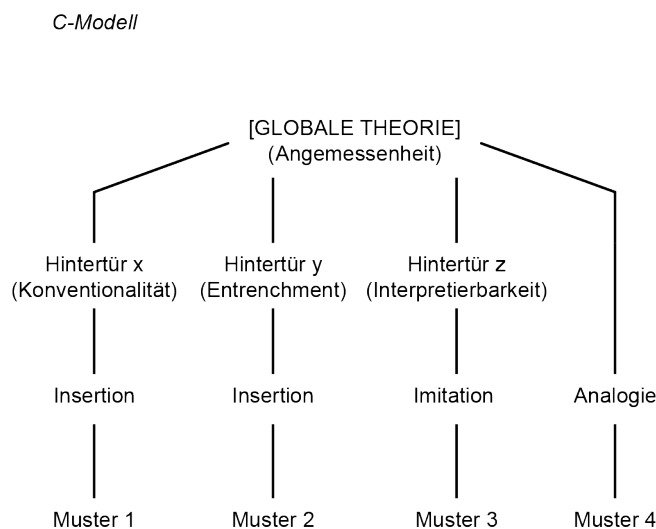 C-Modell
[GLOBALE THEORIE]
(Angemessenheit)
Hintertür x
(Konventionalität)
Hintertür y
(Entrenchment)
Hintertür z
(Interpretierbarkeit)
Insertion
Insertion
Imitation
Analogie
Muster 1
Muster 2
Muster 3
Muster 4